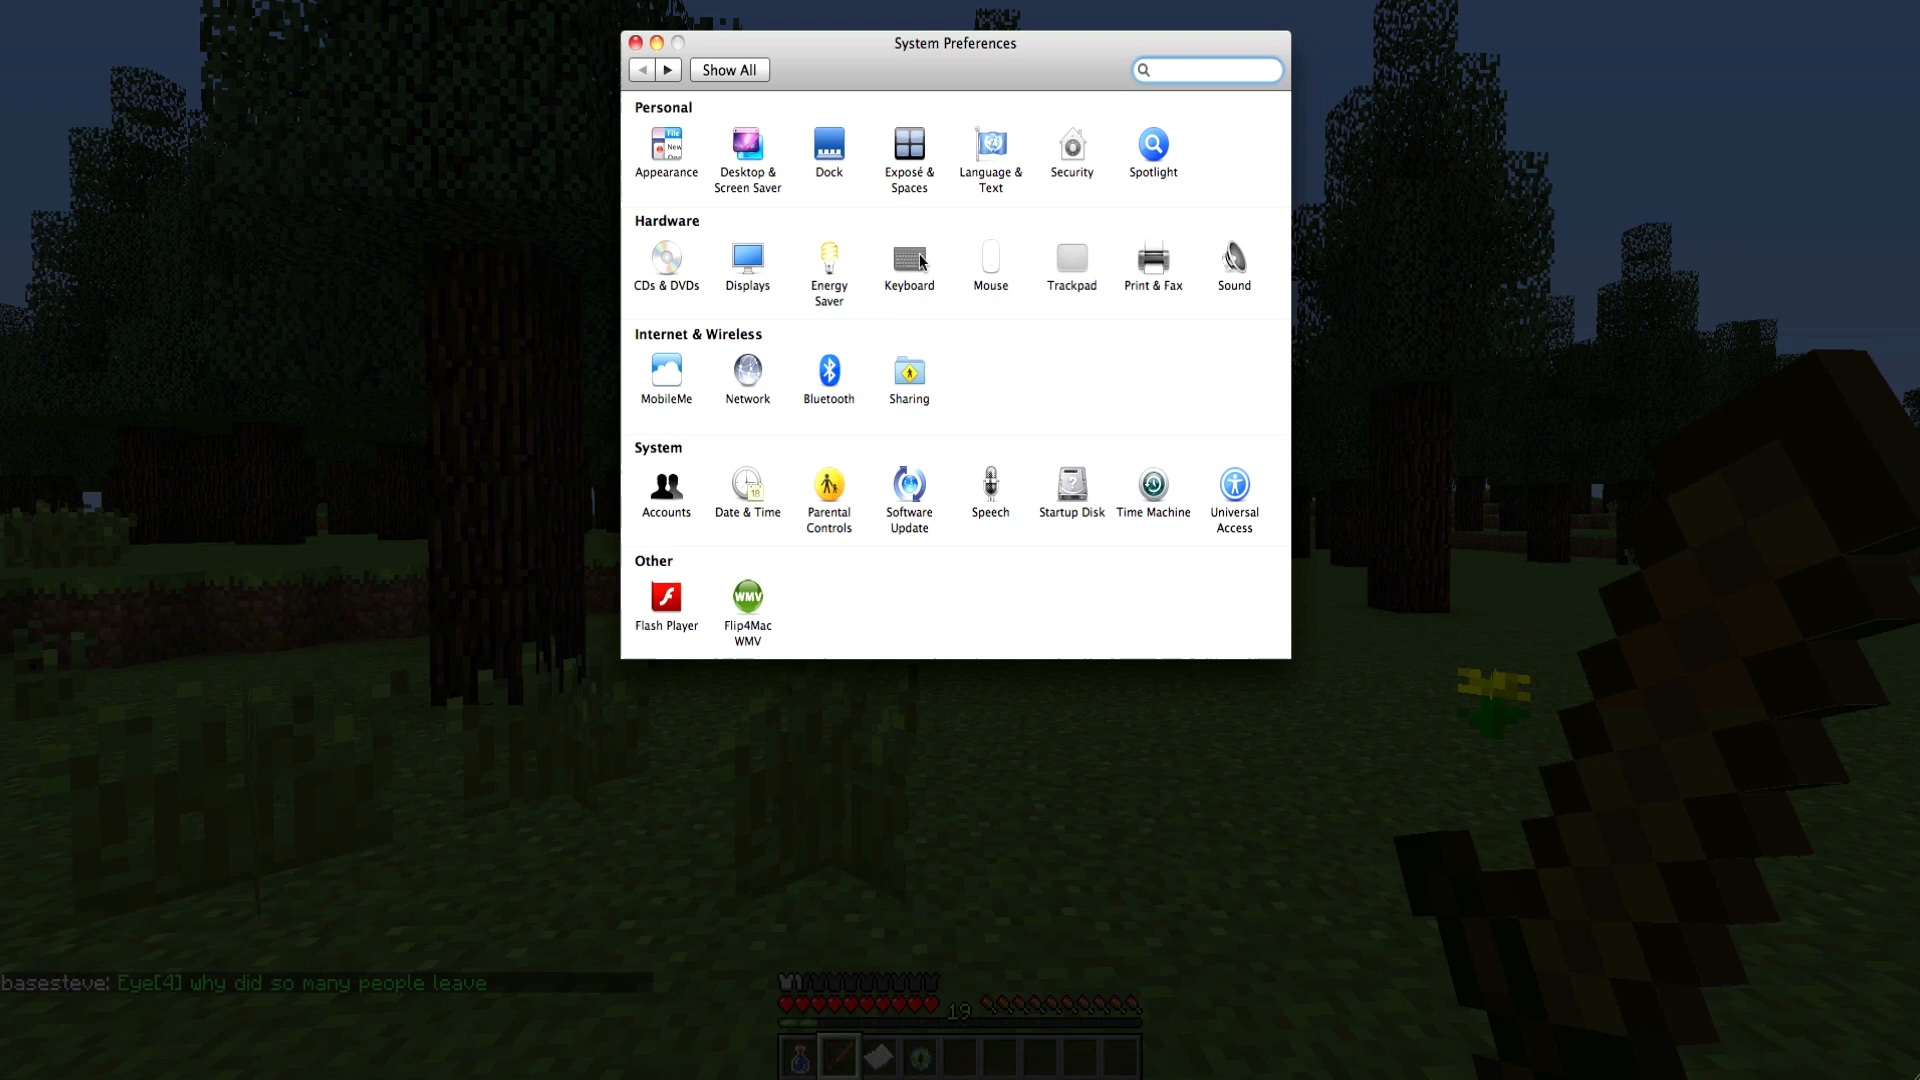 System Preferences
Show All
Personal
Appearance
Desktop &
Screen Saver
Dock
Exposé &
Spaces
Language &
Text
Security
Spotlight
Hardware
CDs & DVDs
Displays
Energy
Saver
Keyboard
Mouse
Trackpad
Print & Fax
Sound
Internet & Wireless
MobileMe
Network
Bluetooth
Sharing
System
Accounts
Date & Time
18
Parental
Controls
Software
Update
Speech
Startup Disk
Time Machine
Universal
Access
Other
Flash Player
WMV
Flip4Mac
WMV
basesteve: Eye[4] why did so many people leave
19